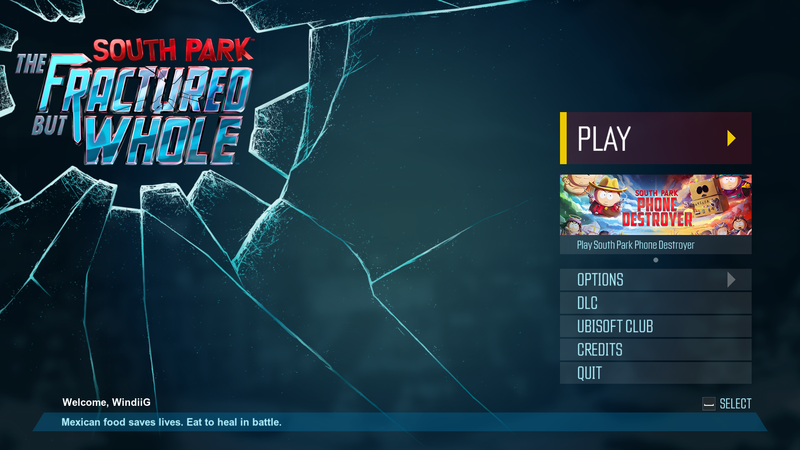 SOUTH PARK™
THE
FRACTURED
BUT
WHOLE
PLAY
SOUTH PARK
PHONE
DESTROYER
Play South Park Phone Destroyer
OPTIONS
DLC
UBISOFT CLUB
CREDITS
QUIT
Welcome, WindiiG
SELECT
Mexican food saves lives. Eat to heal in battle.